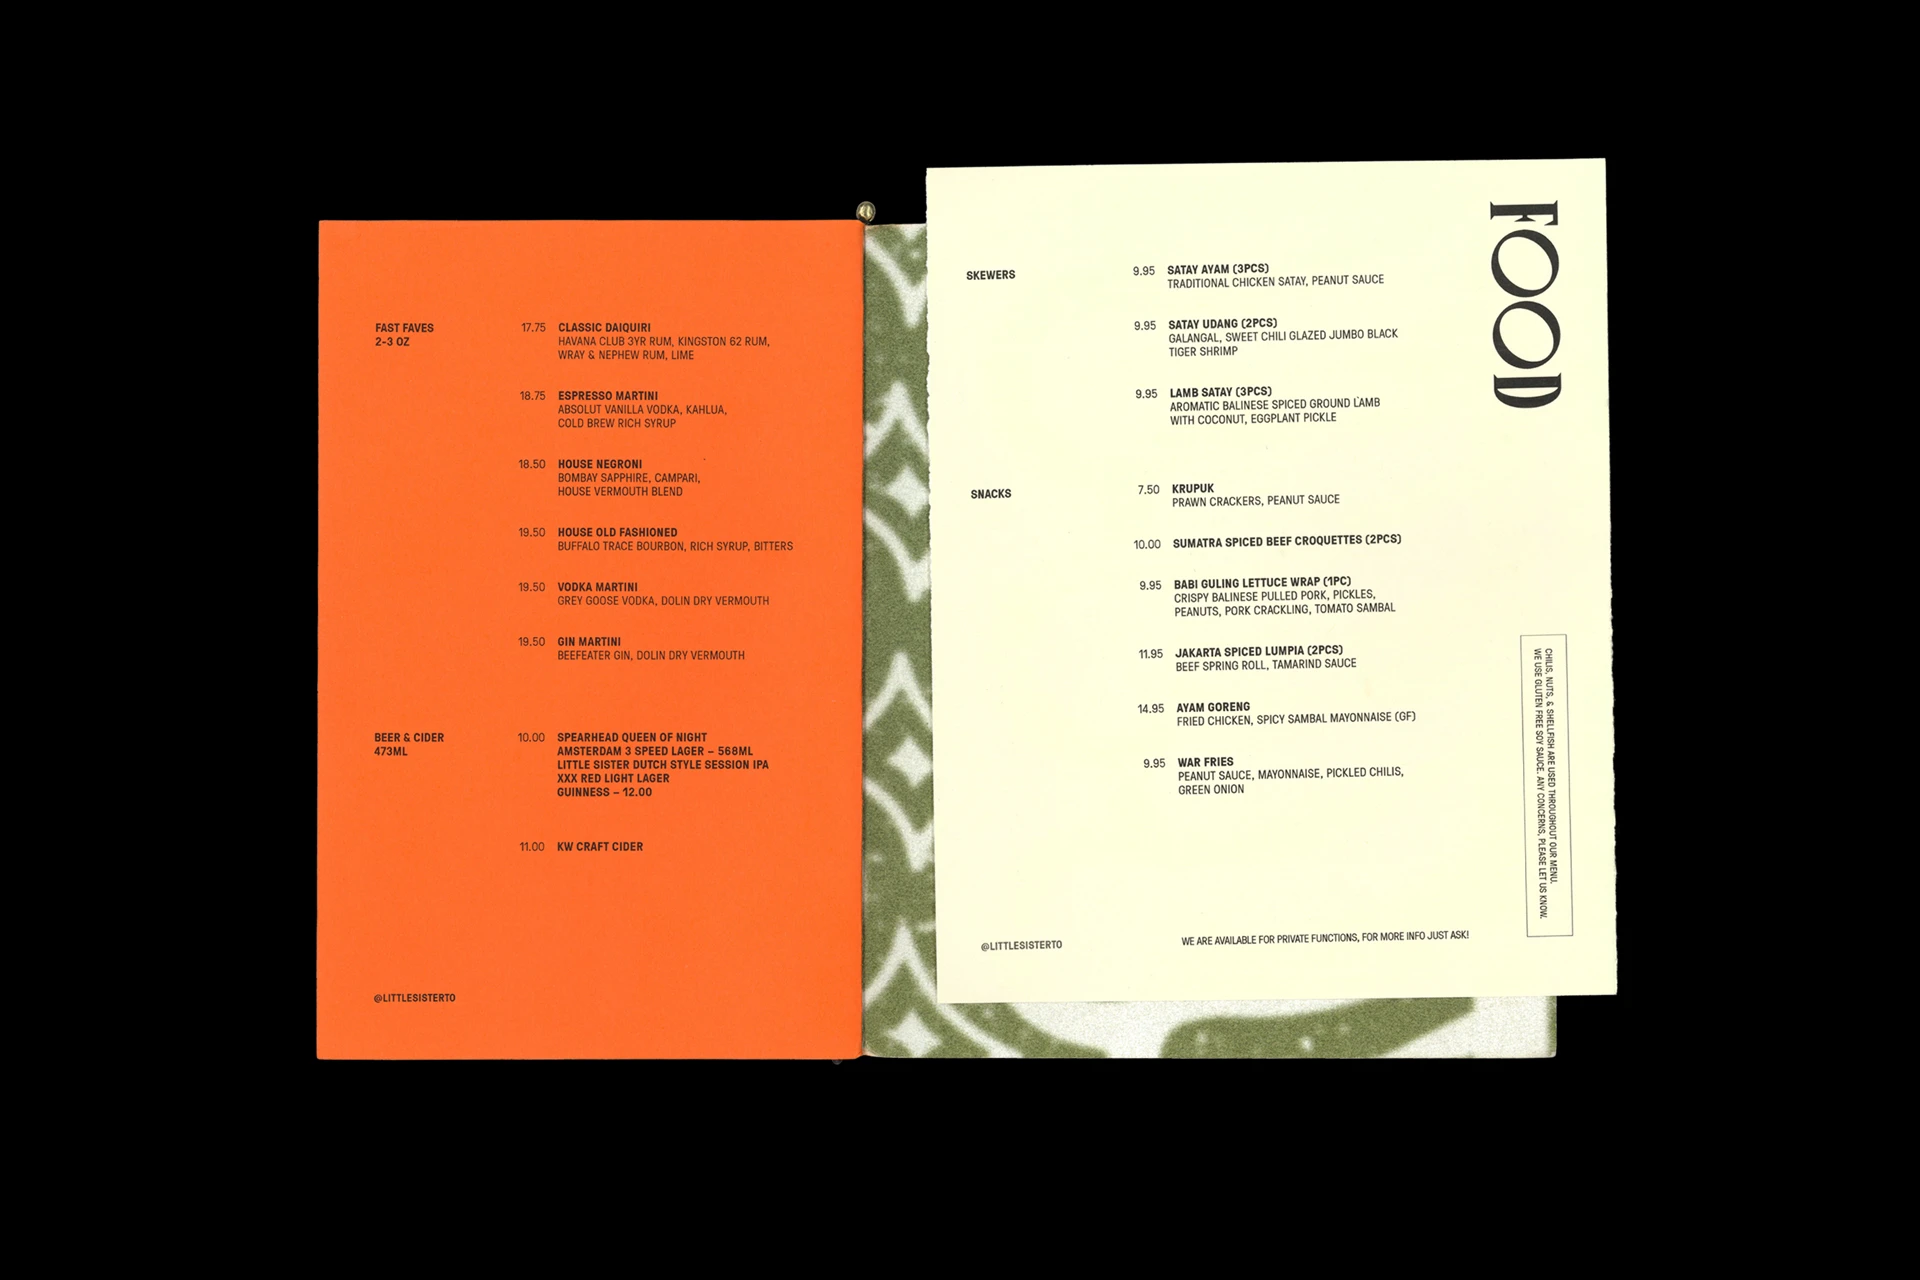 FAST FAVES
2-3 OZ
17.75 CLASSIC DAIQUIRI
HAVANA CLUB 3YR RUM, KINGSTON 62 RUM,
WRAY & NEPHEW RUM, LIME
18.75 ESPRESSO MARTINI
ABSOLUT VANILLA VODKA, KAHLUA,
COLD BREW RICH SYRUP
18.50 HOUSE NEGRONI
BOMBAY SAPPHIRE, CAMPARI,
HOUSE VERMOUTH BLEND
19.50 HOUSE OLD FASHIONED
BUFFALO TRACE BOURBON, RICH SYRUP, BITTERS
19.50 VODKA MARTINI
GREY GOOSE VODKA, DOLIN DRY VERMOUTH
19.50 GIN MARTINI
BEEFEATER GIN, DOLIN DRY VERMOUTH
BEER & CIDER
473ML
10.00 SPEARHEAD QUEEN OF NIGHT
AMSTERDAM 3 SPEED LAGER – 568ML
LITTLE SISTER DUTCH STYLE SESSION IPA
XXX RED LIGHT LAGER
GUINNESS – 12.00
11.00 KW CRAFT CIDER
@LITTLESISTERTO
FOOD
SKEWERS
9.95 SATAY AYAM (3PCS)
TRADITIONAL CHICKEN SATAY, PEANUT SAUCE
9.95 SATAY UDANG (2PCS)
GALANGAL, SWEET CHILI GLAZED JUMBO BLACK
TIGER SHRIMP
9.95 LAMB SATAY (3PCS)
AROMATIC BALINESE SPICED GROUND LAMB
WITH COCONUT, EGGPLANT PICKLE
SNACKS
7.50 KRUPUK
PRAWN CRACKERS, PEANUT SAUCE
10.00 SUMATRA SPICED BEEF CROQUETTES (2PCS)
9.95 BABI GULING LETTUCE WRAP (1PC)
CRISPY BALINESE PULLED PORK, PICKLES,
PEANUTS, PORK CRACKLING, TOMATO SAMBAL
11.95 JAKARTA SPICED LUMPIA (2PCS)
BEEF SPRING ROLL, TAMARIND SAUCE
14.95 AYAM GORENG
FRIED CHICKEN, SPICY SAMBAL MAYONNAISE (GF)
9.95 WAR FRIES
PEANUT SAUCE, MAYONNAISE, PICKLED CHILIS,
GREEN ONION
CHILIS, NUTS, & SHELLFISH ARE USED THROUGHOUT OUR MENU.
WE USE GLUTEN FREE SOY SAUCE. ANY CONCERNS, PLEASE LET US KNOW.
@LITTLESISTERTO
WE ARE AVAILABLE FOR PRIVATE FUNCTIONS, FOR MORE INFO JUST ASK!